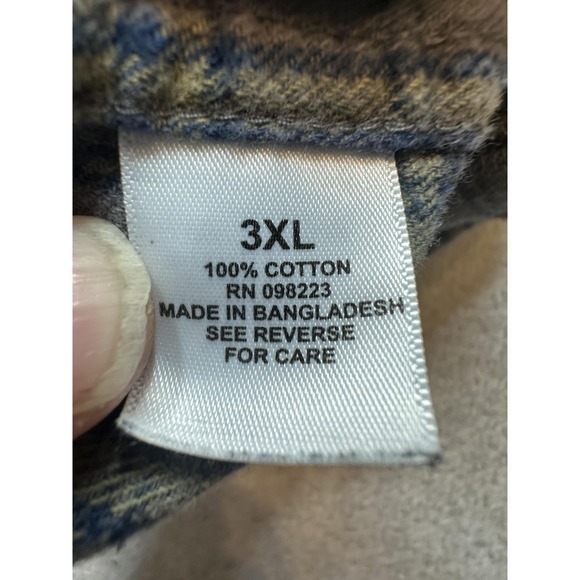 3XL
100% COTTON
RN 098223
MADE IN BANGLADESH
SEE REVERSE
FOR CARE